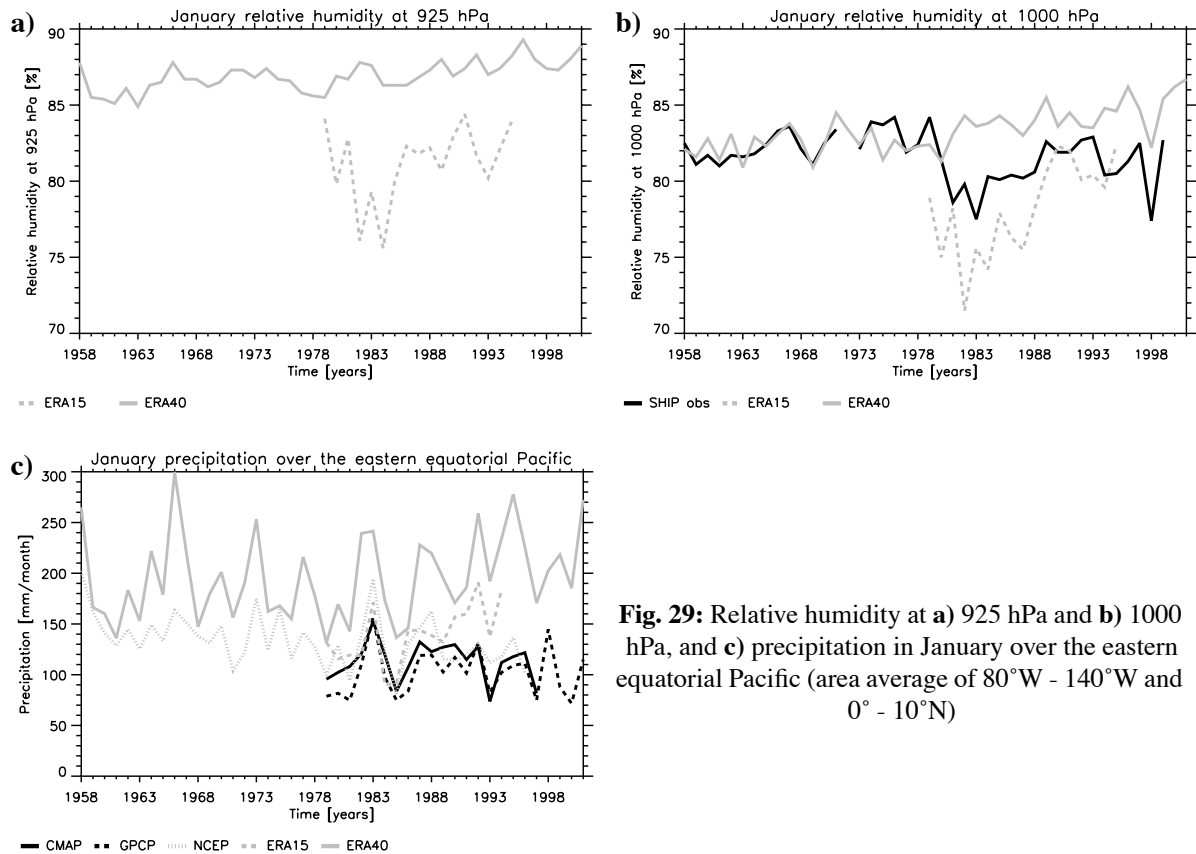 a)
January relative humidity at 925 hPa
Relative humidity at 925 hPa [%]
90
85
80
75
70
1958 1963 1968 1973 1978 1983 1988 1993 1998
Time [years]
ERA15 ERA40
b)
January relative humidity at 1000 hPa
Relative humidity at 1000 hPa [%]
90
85
80
75
70
1958 1963 1968 1973 1978 1983 1988 1993 1998
Time [years]
SHIP obs ERA15 ERA40
c)
January precipitation over the eastern equatorial Pacific
Precipitation [mm/month]
300
250
200
150
100
50
0
1958 1963 1968 1973 1978 1983 1988 1993 1998
Time [years]
CMAP GPCP NCEP ERA15 ERA40
Fig. 29: Relative humidity at a) 925 hPa and b) 1000
hPa, and c) precipitation in January over the eastern
equatorial Pacific (area average of 80°W - 140°W and
0° - 10°N)